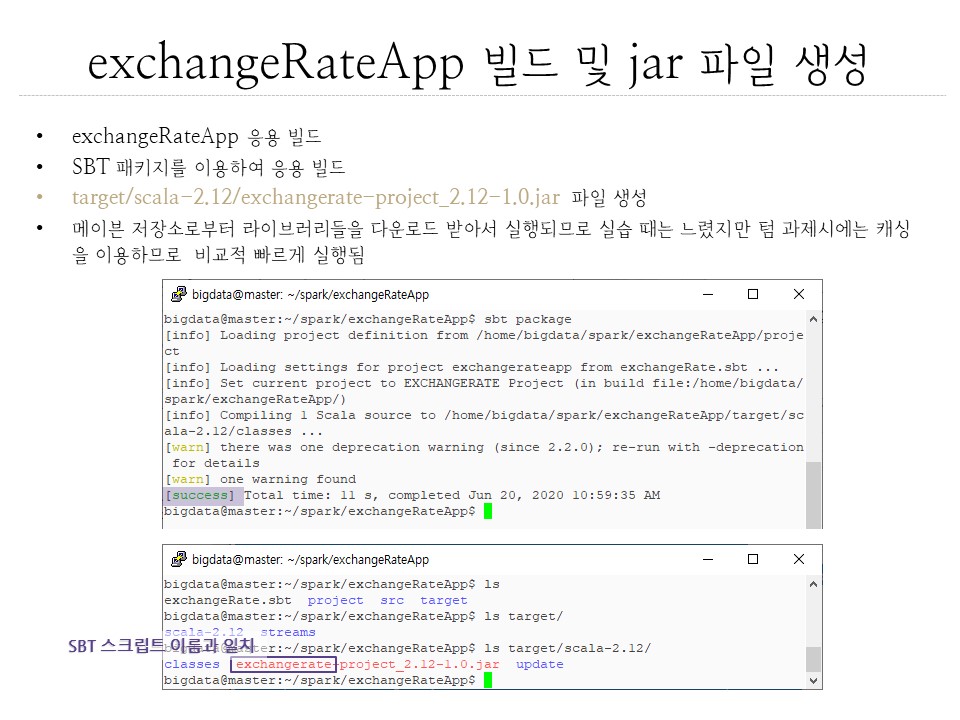 exchangeRateApp 빌드 및 jar 파일 생성
• exchangeRateApp 응용 빌드
• SBT 패키지를 이용하여 응용 빌드
• target/scala-2.12/exchangerate-project_2.12-1.0.jar 파일 생성
• 메이븐 저장소로부터 라이브러리들을 다운로드 받아서 실행되므로 실습 때는 느렸지만 텀 과제시에는 캐싱
을 이용하므로 비교적 빠르게 실행됨
bigdata@master: ~/spark/exchangeRateApp
bigdata@master:~/spark/exchangeRateApp$ sbt package
[info] Loading project definition from /home/bigdata/spark/exchangeRateApp/proje
ct
[info] Loading settings for project exchangerateapp from exchangeRate.sbt ...
[info] Set current project to EXCHANGERATE Project (in build file:/home/bigdata/
spark/exchangeRateApp/)
[info] Compiling 1 Scala source to /home/bigdata/spark/exchangeRateApp/target/sc
ala-2.12/classes ...
[warn] there was one deprecation warning (since 2.2.0); re-run with -deprecation
for details
[warn] one warning found
[success] Total time: 11 s, completed Jun 20, 2020 10:59:35 AM
bigdata@master:~/spark/exchangeRateApp$
bigdata@master: ~/spark/exchangeRateApp
bigdata@master:~/spark/exchangeRateApp$ ls
exchangeRate.sbt project src target
bigdata@master:~/spark/exchangeRateApp$ ls target/
scala-2.12 streams
SBT 스크립트 이름과 일치
bigdata@master:~/spark/exchangeRateApp$ ls target/scala-2.12/
classes exchangerate-project_2.12-1.0.jar update
bigdata@master:~/spark/exchangeRateApp$